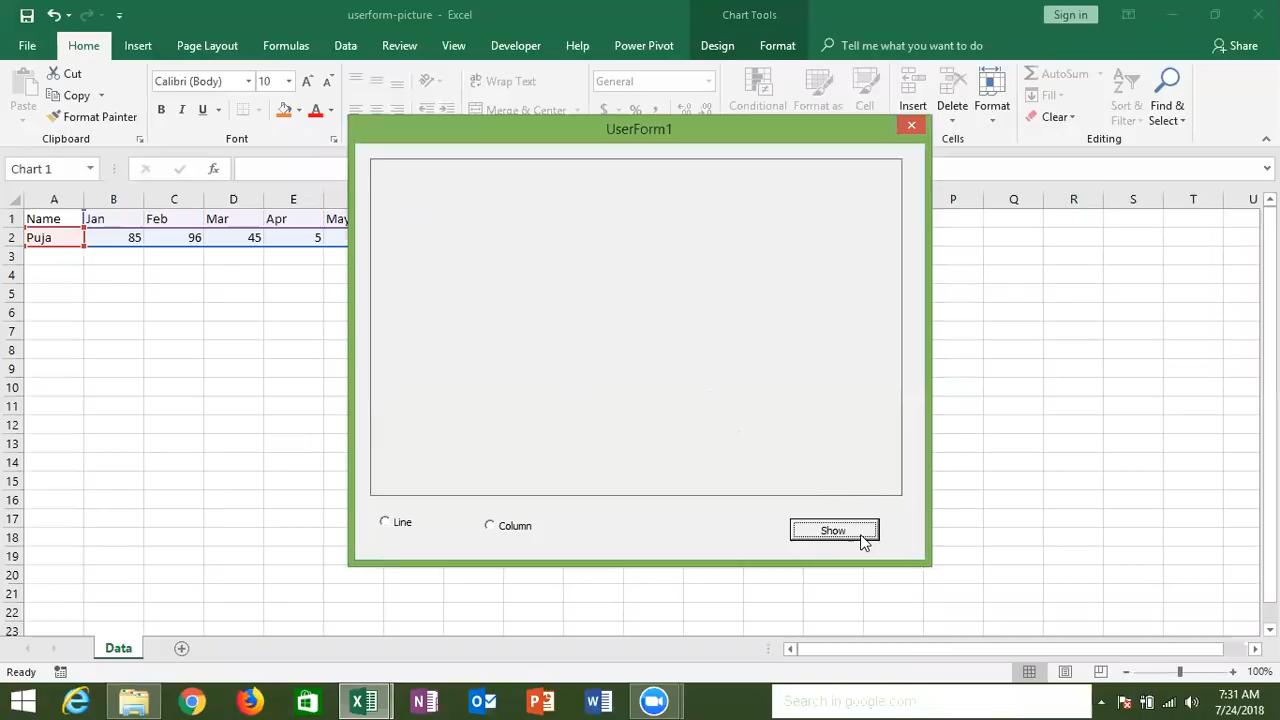 userform-picture - Excel
Chart Tools
Sign in
File
Home
Insert
Page Layout
Formulas
Data
Review
View
Developer
Help
Power Pivot
Design
Format
Tell me what you want to do
Share
Paste
Cut
Copy
Format Painter
Clipboard
Calibri (Body)
10
B I U
A A
Font
Wrap Text
Merge & Center
General
$ % ,
Conditional
Format as
Cell
Insert
Delete
Format
Cells
AutoSum
Fill
Clear
Sort &
Filter
Find &
Select
Editing
UserForm1
Chart 1
fx
A B C D E P Q R S T U
1 Name Jan Feb Mar Apr May
2 Puja 85 96 45 5
3
4
5
6
7
8
9
10
11
12
13
14
15
16
17
18
19
20
21
22
23
Line
Column
Show
Data
Ready
100%
Search in google.com
7:31 AM
7/24/2018